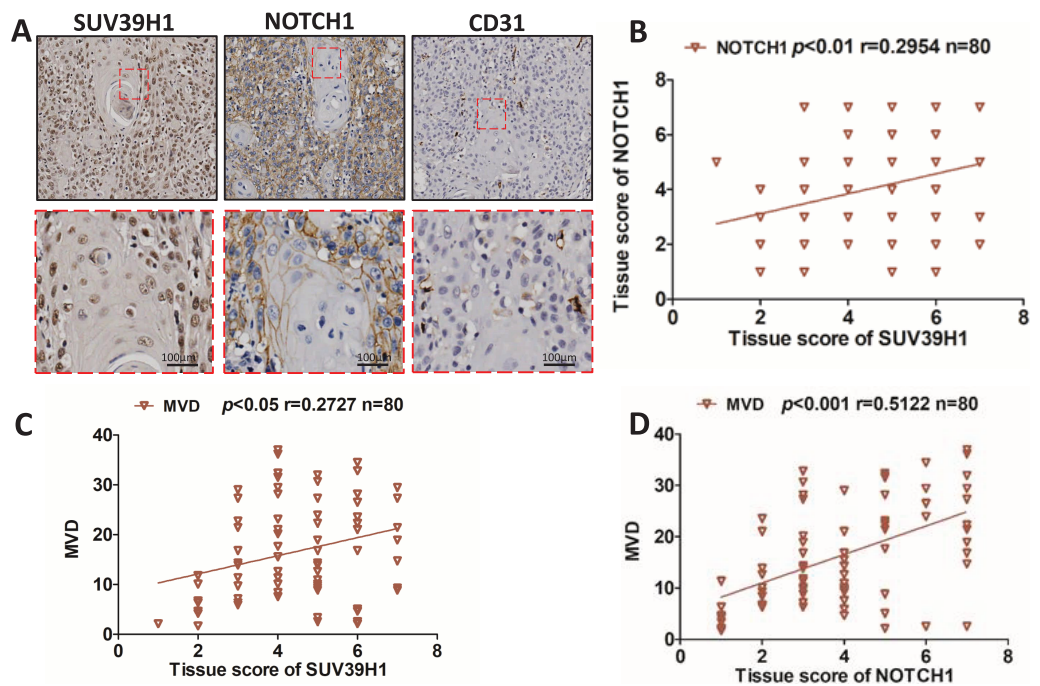 A
SUV39H1
NOTCH1
CD31
100μm
100μm
100μm
B
NOTCH1 p<0.01 r=0.2954 n=80
Tissue score of NOTCH1
8
6
4
2
0
0 2 4 6 8
Tissue score of SUV39H1
C
MVD p<0.05 r=0.2727 n=80
MVD
40
30
20
10
0
0 2 4 6 8
Tissue score of SUV39H1
D
MVD p<0.001 r=0.5122 n=80
MVD
40
30
20
10
0
0 2 4 6 8
Tissue score of NOTCH1